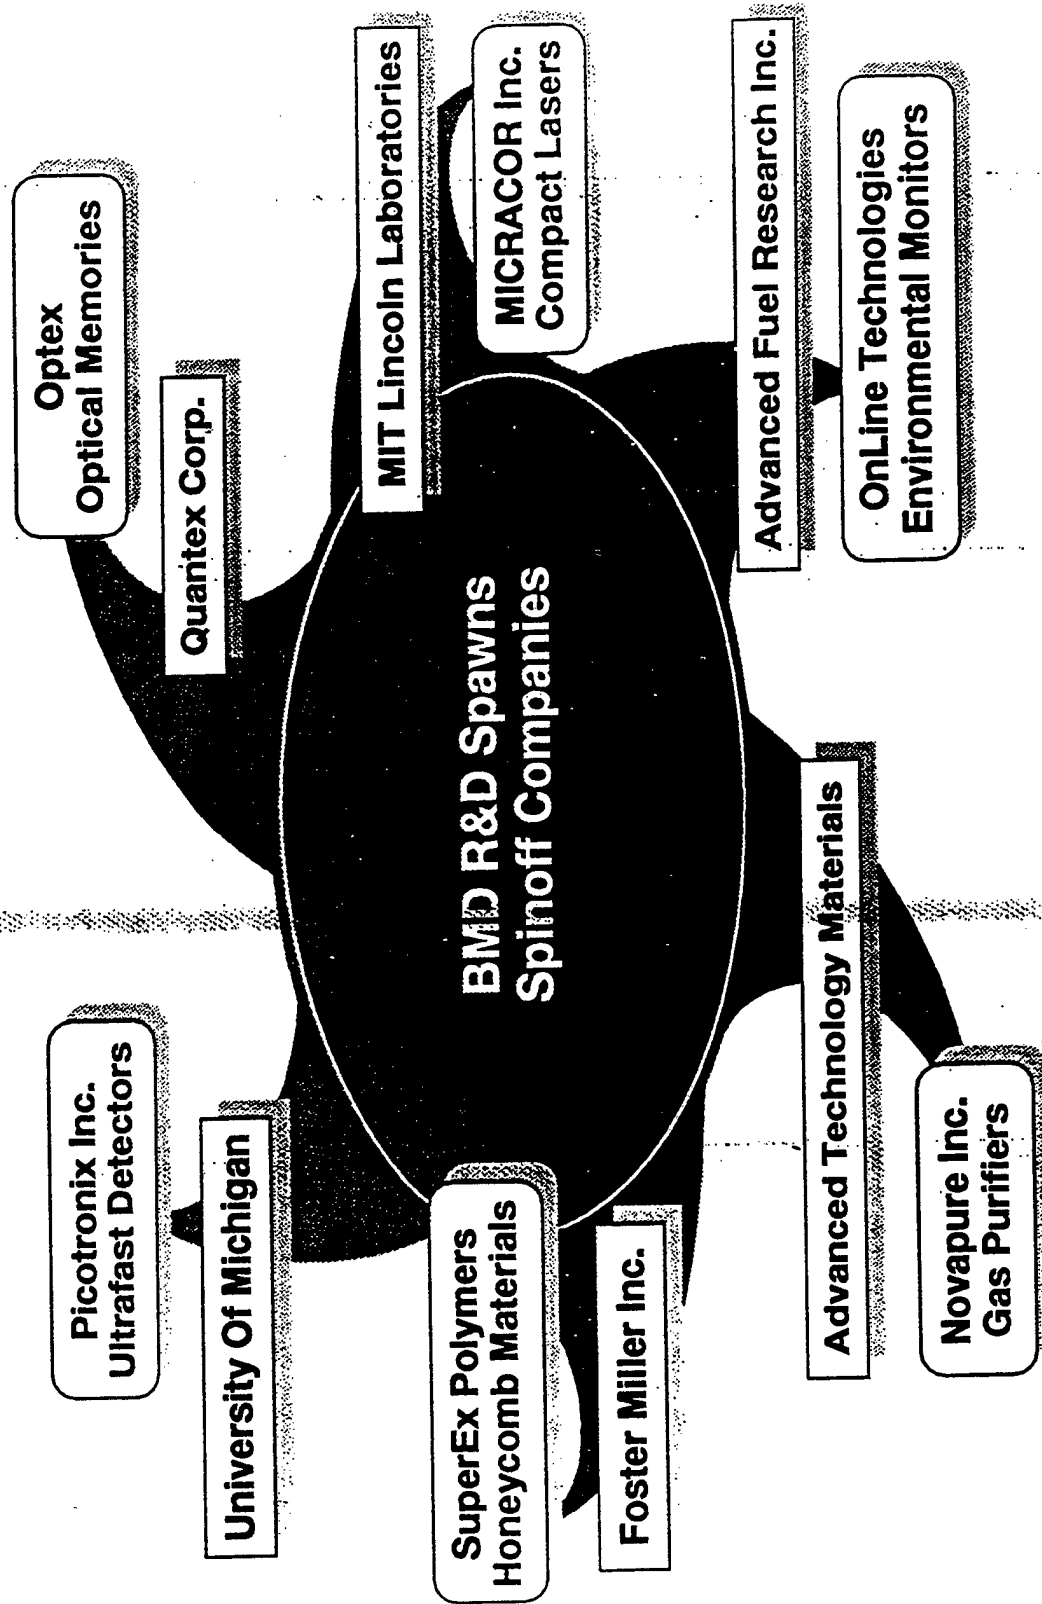 Picotronix Inc.
Ultrafast Detectors
University Of Michigan
Optex
Optical Memories
Quantex Corp.
SuperEx Polymers
Honeycomb Materials
Foster Miller Inc.
BMD R&D Spawns
Spinoff Companies
MIT Lincoln Laboratories
MICRACOR Inc.
Compact Lasers
Advanced Technology Materials
Novapure Inc.
Gas Purifiers
Advanced Fuel Research Inc.
OnLine Technologies
Environmental Monitors